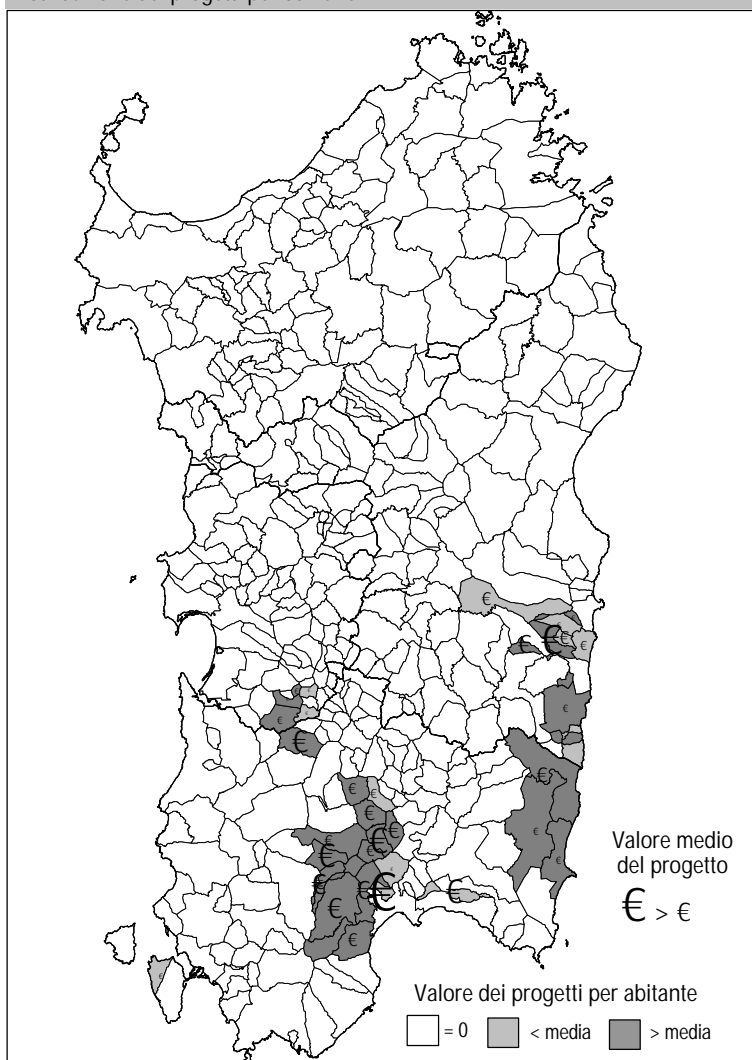 Valore medio
del progetto
€ > €
Valore dei progetti per abitante
= 0 < media > media